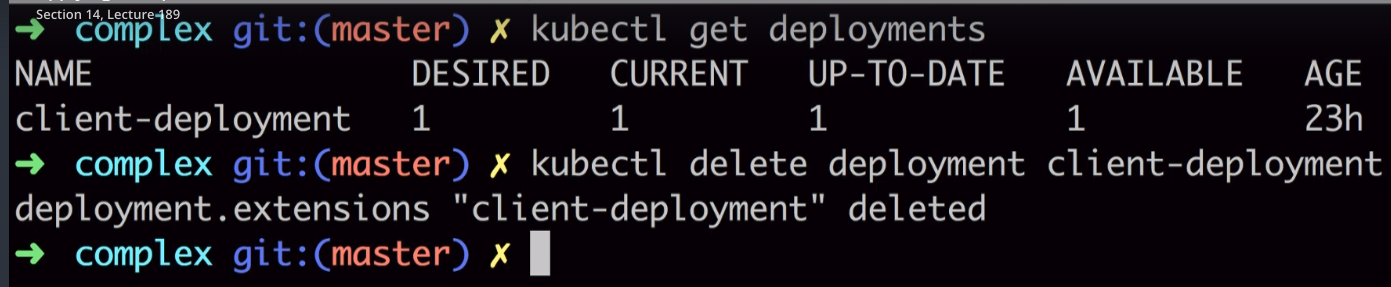 Section 14, Lecture 189
➜ complex git:(master) ✗ kubectl get deployments
NAME DESIRED CURRENT UP-TO-DATE AVAILABLE AGE
client-deployment 1 1 1 1 23h
➜ complex git:(master) ✗ kubectl delete deployment client-deployment
deployment.extensions "client-deployment" deleted
➜ complex git:(master) ✗